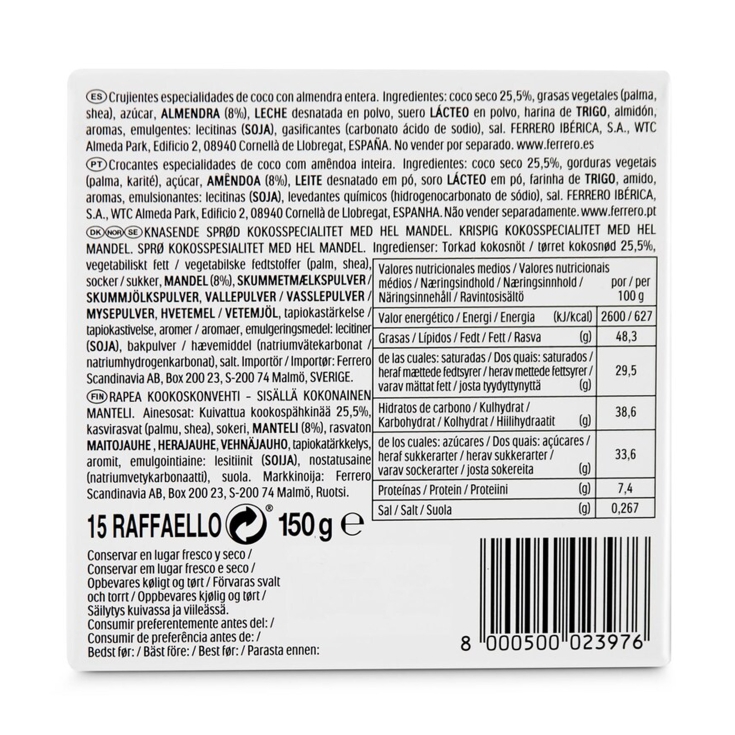 ES Crujientes especialidades de coco con almendra entera. Ingredientes: coco seco 25,5%, grasas vegetales (palma,
shea), azúcar, ALMENDRA (8%), LECHE desnatada en polvo, suero LÁCTEO en polvo, harina de TRIGO, almidón,
aromas, emulgentes: lecitinas (SOJA), gasificantes (carbonato ácido de sodio), sal. FERRERO IBÉRICA, S.A., WTC
Almeda Park, Edificio 2, 08940 Cornellà de Llobregat, ESPAÑA. No vender por separado. www.ferrero.es
PT Crocantes especialidades de coco com amêndoa inteira. Ingredientes: coco seco 25,5%, gorduras vegetais
(palma, karité), açúcar, AMÊNDOA (8%), LEITE desnatado em pó, soro LÁCTEO em pó, farinha de TRIGO, amido,
aromas, emulsionantes: lecitinas (SOJA), levedantes químicos (hidrogenocarbonato de sódio), sal. FERRERO IBÉRICA,
S.A., WTC Almeda Park, Edificio 2, 08940 Cornellà de Llobregat, ESPANHA. Não vender separadamente. www.ferrero.pt
DK NOR SE KNASENDE SPRØD KOKOSSPECIALITET MED HEL MANDEL. KRISPIG KOKOSSPECIALITET MED HEL
MANDEL. SPRØ KOKOSSPESIALITET MED HEL MANDEL. Ingredienser: Torkad kokosnöt / tørret kokosnød 25,5%,
vegetabiliskt fett / vegetabilske fedtstoffer (palm, shea),
socker / sukker, MANDEL (8%), SKUMMETMÆLKSPULVER /
SKUMMJÖLKSPULVER, VALLEPULVER / VASSLEPULVER /
MYSEPULVER, HVETEMEL / VETEMJÖL, tapiokastärkelse /
tapiokastivelse, aromer / aromaer, emulgeringsmedel: lecitiner
(SOJA), bakpulver / hævemiddel (natriumvätekarbonat /
natriumhydrogenkarbonat), salt. Importör / Importør: Ferrero
Scandinavia AB, Box 200 23, S-200 74 Malmö, SVERIGE.
FIN RAPEA KOOKOSKONVEHTI - SISÄLLÄ KOKONAINEN
MANTELI. Ainesosat: Kuivattua kookospähkinää 25,5%,
kasvirasvat (palmu, shea), sokeri, MANTELI (8%), rasvaton
MAITOJAUHE, HERAJAUHE, VEHNÄJAUHO, tapiokatärkkelys,
aromit, emulgointiaine: lesitiinit (SOIJA), nostatusaine
(natriumvetykarbonaatti), suola. Markkinoija: Ferrero
Scandinavia AB, Box 200 23, S-200 74 Malmö, Ruotsi.
Valores nutricionales medios / Valores nutricionais
médios / Næringsindhold / Næringsinnhold /
Näringsinnehåll / Ravintosisältö
por / per
100 g
Valor energético / Energi / Energia (kJ/kcal) 2600 / 627
Grasas / Lípidos / Fedt / Fett / Rasva (g) 48,3
de las cuales: saturadas / Dos quais: saturados /
heraf mættede fedtsyrer / herav mettede fettsyrer /
varav mättat fett / josta tyydyttynyttä (g) 29,5
Hidratos de carbono / Kulhydrat /
Karbohydrat / Kolhydrat / Hiilihydraatit (g) 38,6
de los cuales: azúcares / Dos quais: açúcares /
heraf sukkerarter / herav sukkerarter /
varav sockerarter / josta sokereita (g) 33,6
Proteínas / Protein / Proteiini (g) 7,4
Sal / Salt / Suola (g) 0,267
15 RAFFAELLO ® 150 g ℮
Conservar en lugar fresco y seco /
Conservar em lugar fresco e seco /
Opbevares køligt og tørt / Förvaras svalt
och torrt / Oppbevares kjølig og tørt /
Säilytys kuivassa ja viileässä.
Consumir preferentemente antes del: /
Consumir de preferência antes de: /
Bedst før: / Bäst före: / Best før: / Parasta ennen:
8 000500 023976